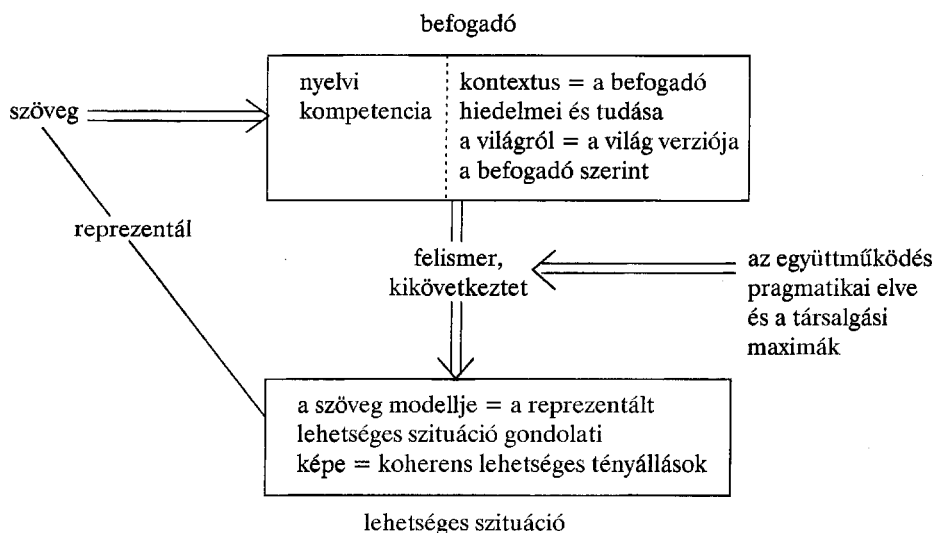 befogadó
nyelvi
kompetencia
kontextus = a befogadó
hiedelmei és tudása
a világról = a világ verziója
a befogadó szerint
szöveg
reprezentál
felismer,
kikövetkeztet
az együttműködés
pragmatikai elve
és a társalgási
maximák
a szöveg modellje = a reprezentált
lehetséges szituáció gondolati
képe = koherens lehetséges tényállások
lehetséges szituáció